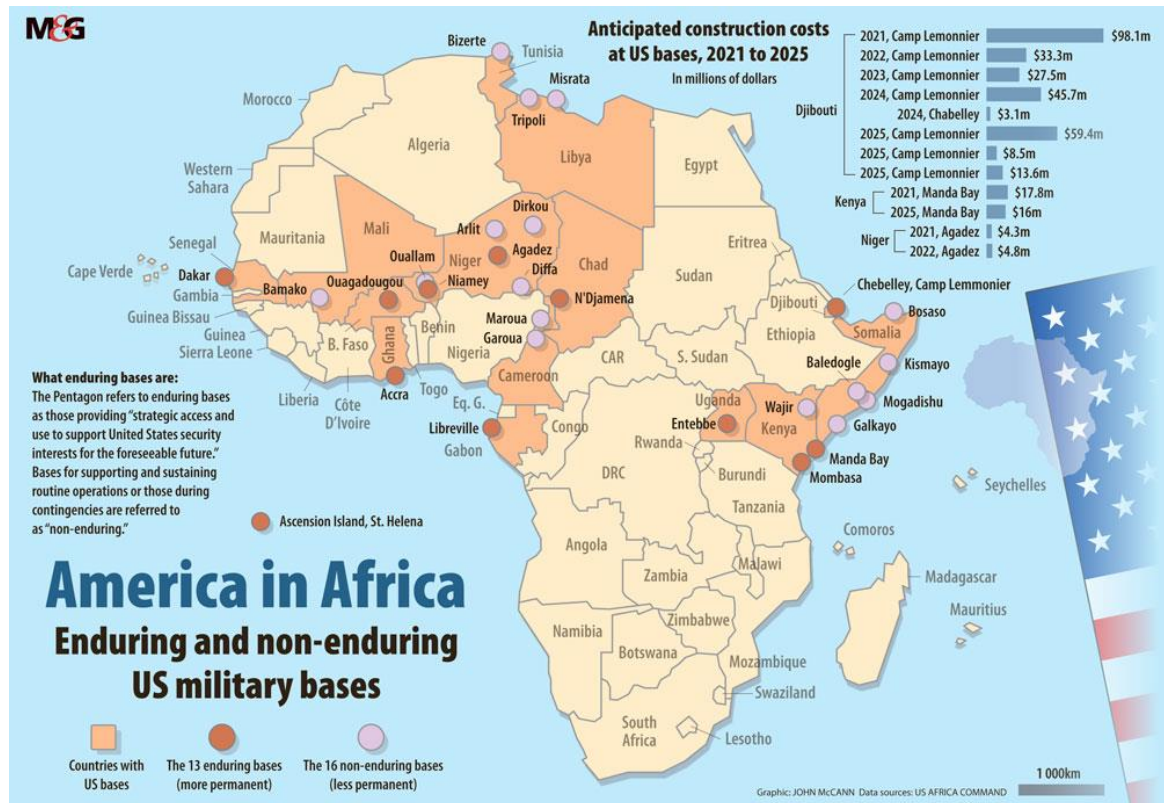 M&G
Anticipated construction costs
at US bases, 2021 to 2025
In millions of dollars
Djibouti
2021, Camp Lemonnier $98.1m
2022, Camp Lemonnier $33.3m
2023, Camp Lemonnier $27.5m
2024, Camp Lemonnier $45.7m
2024, Chabelley $3.1m
2025, Camp Lemonnier $59.4m
2025, Camp Lemonnier $8.5m
2025, Camp Lemonnier $13.6m
Kenya
2021, Manda Bay $17.8m
2025, Manda Bay $16m
Niger
2021, Agadez $4.3m
2022, Agadez $4.8m
Bizerte
Tunisia
Misrata
Tripoli
Morocco
Algeria
Libya
Egypt
Western
Sahara
Mauritania
Mali
Dirkou
Arlit
Agadez
Niger
Ouallam
Niamey
Diffa
Chad
Sudan
Eritrea
Senegal
Cape Verde
Dakar
Gambia
Bamako
Ouagadougou
N'Djamena
Chebelley, Camp Lemmonier
Djibouti
Bosaso
Guinea Bissau
Guinea
Sierra Leone
B. Faso
Ghana
Benin
Nigeria
Maroua
Garoua
Cameroon
CAR
S. Sudan
Ethiopia
Somalia
Baledogle
Kismayo
Mogadishu
Galkayo
Liberia
Côte
D'Ivoire
Accra
Togo
Eq. G.
Libreville
Gabon
Congo
Uganda
Entebbe
Wajir
Kenya
Rwanda
DRC
Burundi
Manda Bay
Mombasa
Tanzania
Seychelles
Comoros
Angola
Zambia
Malawi
Madagascar
Mauritius
Namibia
Zimbabwe
Botswana
Mozambique
Swaziland
South
Africa
Lesotho
What enduring bases are:
The Pentagon refers to enduring bases
as those providing “strategic access and
use to support United States security
interests for the foreseeable future.”
Bases for supporting and sustaining
routine operations or those during
contingencies are referred to
as “non-enduring.”
Ascension Island, St. Helena
America in Africa
Enduring and non-enduring
US military bases
Countries with
US bases
The 13 enduring bases
(more permanent)
The 16 non-enduring bases
(less permanent)
1 000km
Graphic: JOHN McCANN Data sources: US AFRICA COMMAND